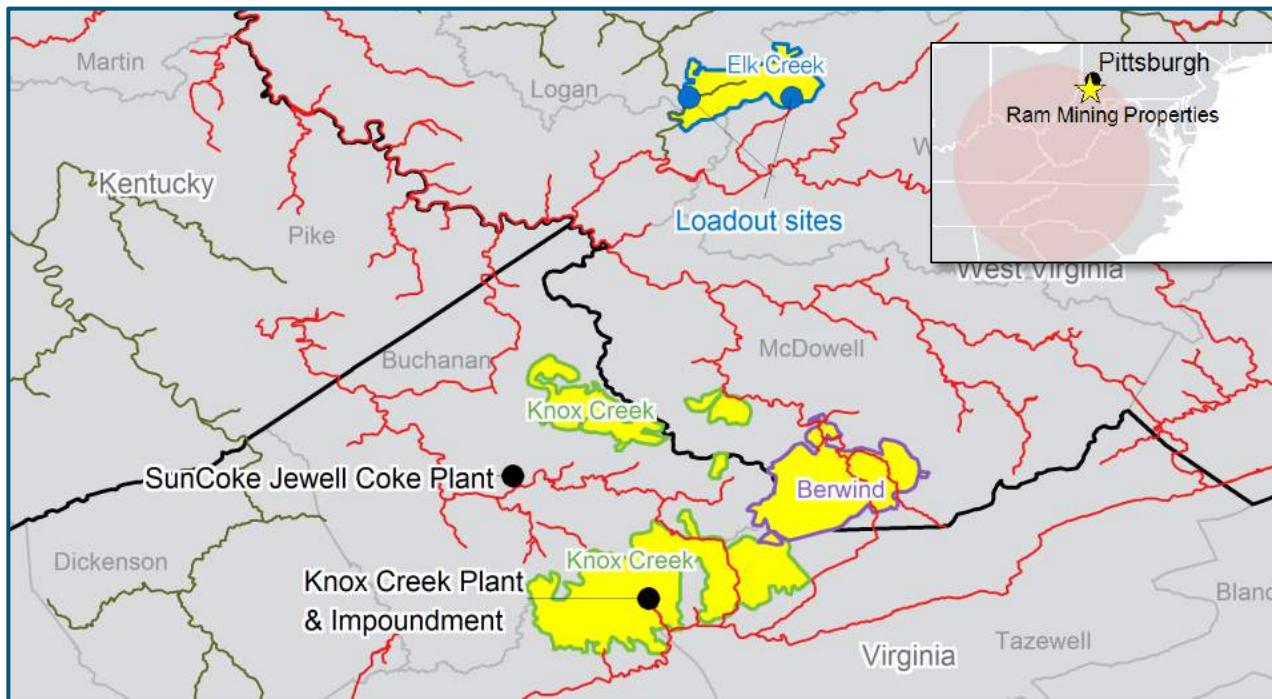 Martin
Logan
Elk Creek
Pittsburgh
Ram Mining Properties
W
Kentucky
Pike
Loadout sites
West Virginia
Buchanan
McDowell
Knox Creek
SunCoke Jewell Coke Plant
Berwind
Dickenson
Knox Creek
Knox Creek Plant
& Impoundment
Virginia
Tazewell
Bland